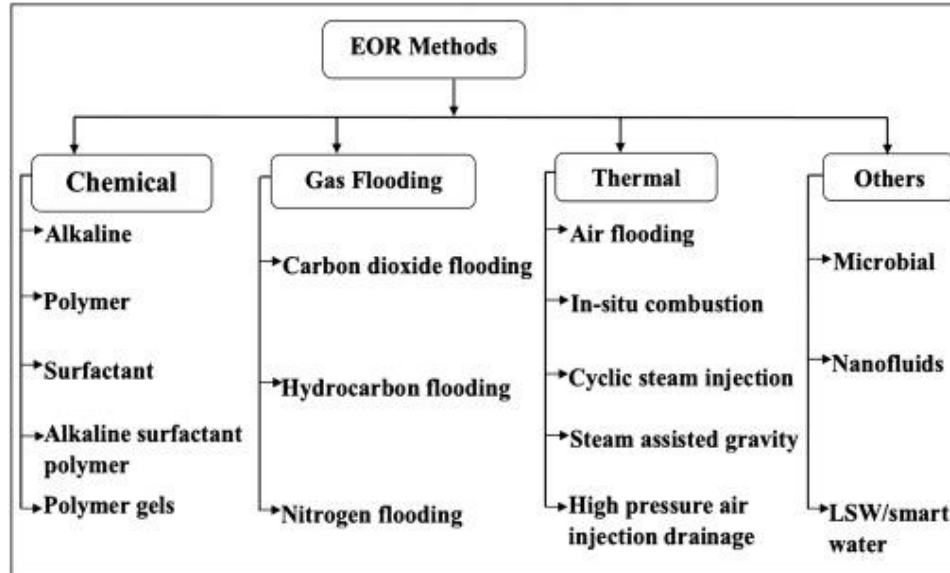 EOR Methods
Chemical
Alkaline
Polymer
Surfactant
Alkaline surfactant
polymer
Polymer gels
Gas Flooding
Carbon dioxide flooding
Hydrocarbon flooding
Nitrogen flooding
Thermal
Air flooding
In-situ combustion
Cyclic steam injection
Steam assisted gravity
High pressure air
injection drainage
Others
Microbial
Nanofluids
LSW/smart
water